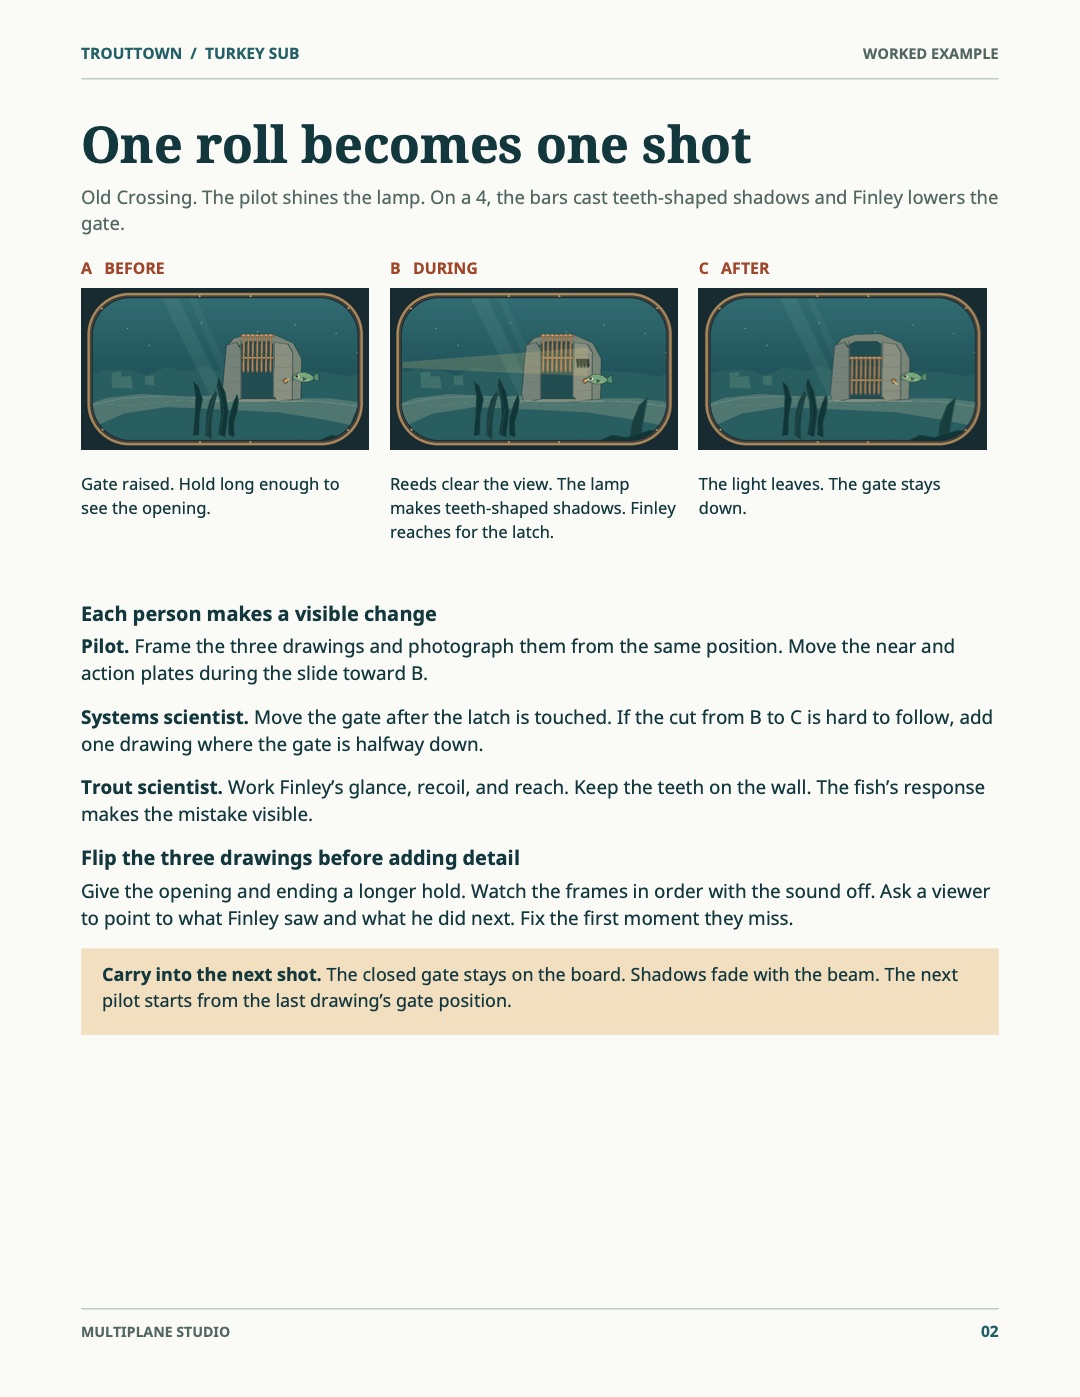 TROUTTOWN / TURKEY SUB
WORKED EXAMPLE
One roll becomes one shot
Old Crossing. The pilot shines the lamp. On a 4, the bars cast teeth-shaped shadows and Finley lowers the
gate.
A BEFORE
B DURING
C AFTER
Gate raised. Hold long enough to
see the opening.
Reeds clear the view. The lamp
makes teeth-shaped shadows. Finley
reaches for the latch.
The light leaves. The gate stays
down.
Each person makes a visible change
Pilot. Frame the three drawings and photograph them from the same position. Move the near and
action plates during the slide toward B.
Systems scientist. Move the gate after the latch is touched. If the cut from B to C is hard to follow, add
one drawing where the gate is halfway down.
Trout scientist. Work Finley’s glance, recoil, and reach. Keep the teeth on the wall. The fish’s response
makes the mistake visible.
Flip the three drawings before adding detail
Give the opening and ending a longer hold. Watch the frames in order with the sound off. Ask a viewer
to point to what Finley saw and what he did next. Fix the first moment they miss.
Carry into the next shot. The closed gate stays on the board. Shadows fade with the beam. The next
pilot starts from the last drawing’s gate position.
MULTIPLANE STUDIO
02